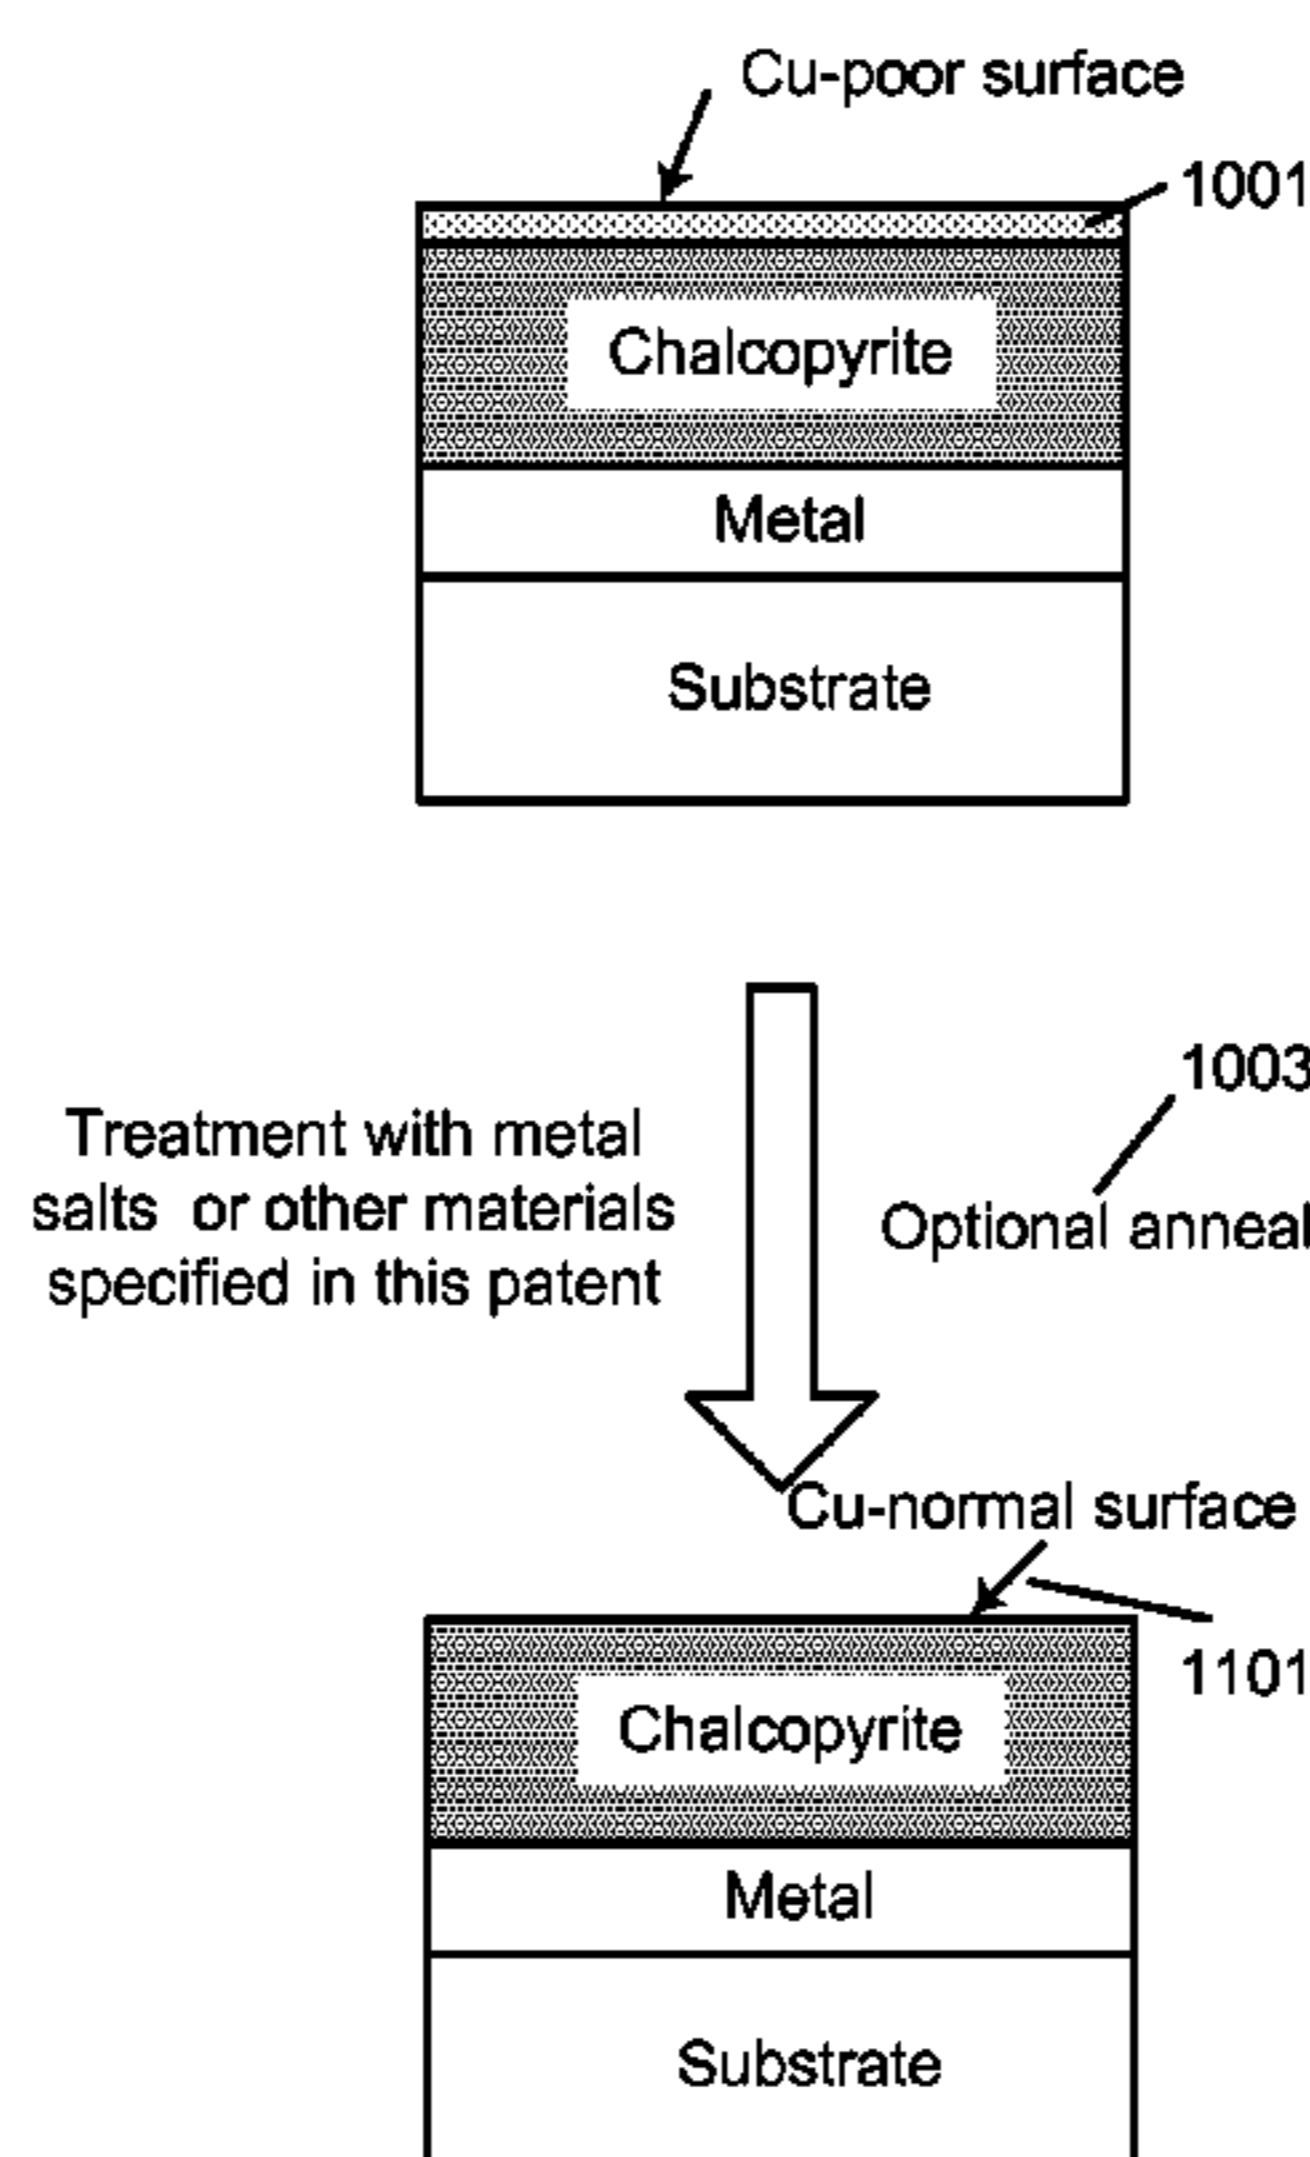 Cu-poor surface
1001
Chalcopyrite
Metal
Substrate
1003
Treatment with metal
salts or other materials
specified in this patent
Optional anneal
Cu-normal surface
1101
Chalcopyrite
Metal
Substrate